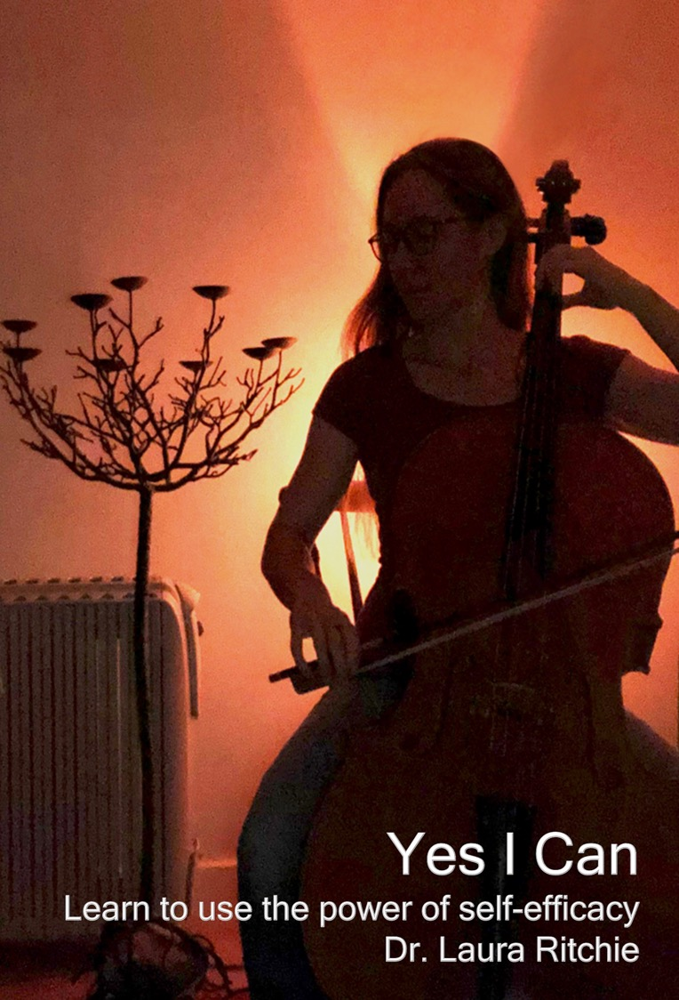 Yes I Can
Learn to use the power of self-efficacy
Dr. Laura Ritchie